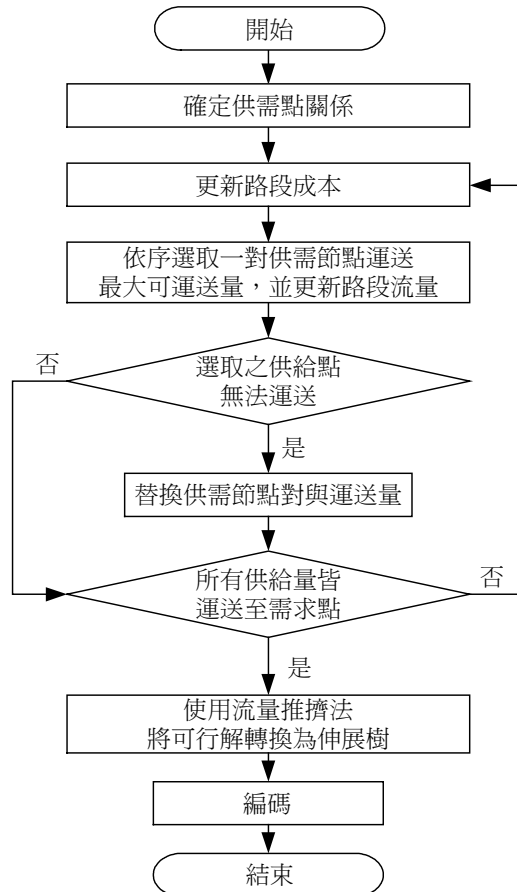 開始
確定供需點關係
更新路段成本
依序選取一對供需節點運送
最大可運送量，並更新路段流量
否
選取之供給點
無法運送
是
替換供需節點對與運送量
所有供給量皆
運送至需求點
否
是
使用流量推擠法
將可行解轉換為伸展樹
編碼
結束